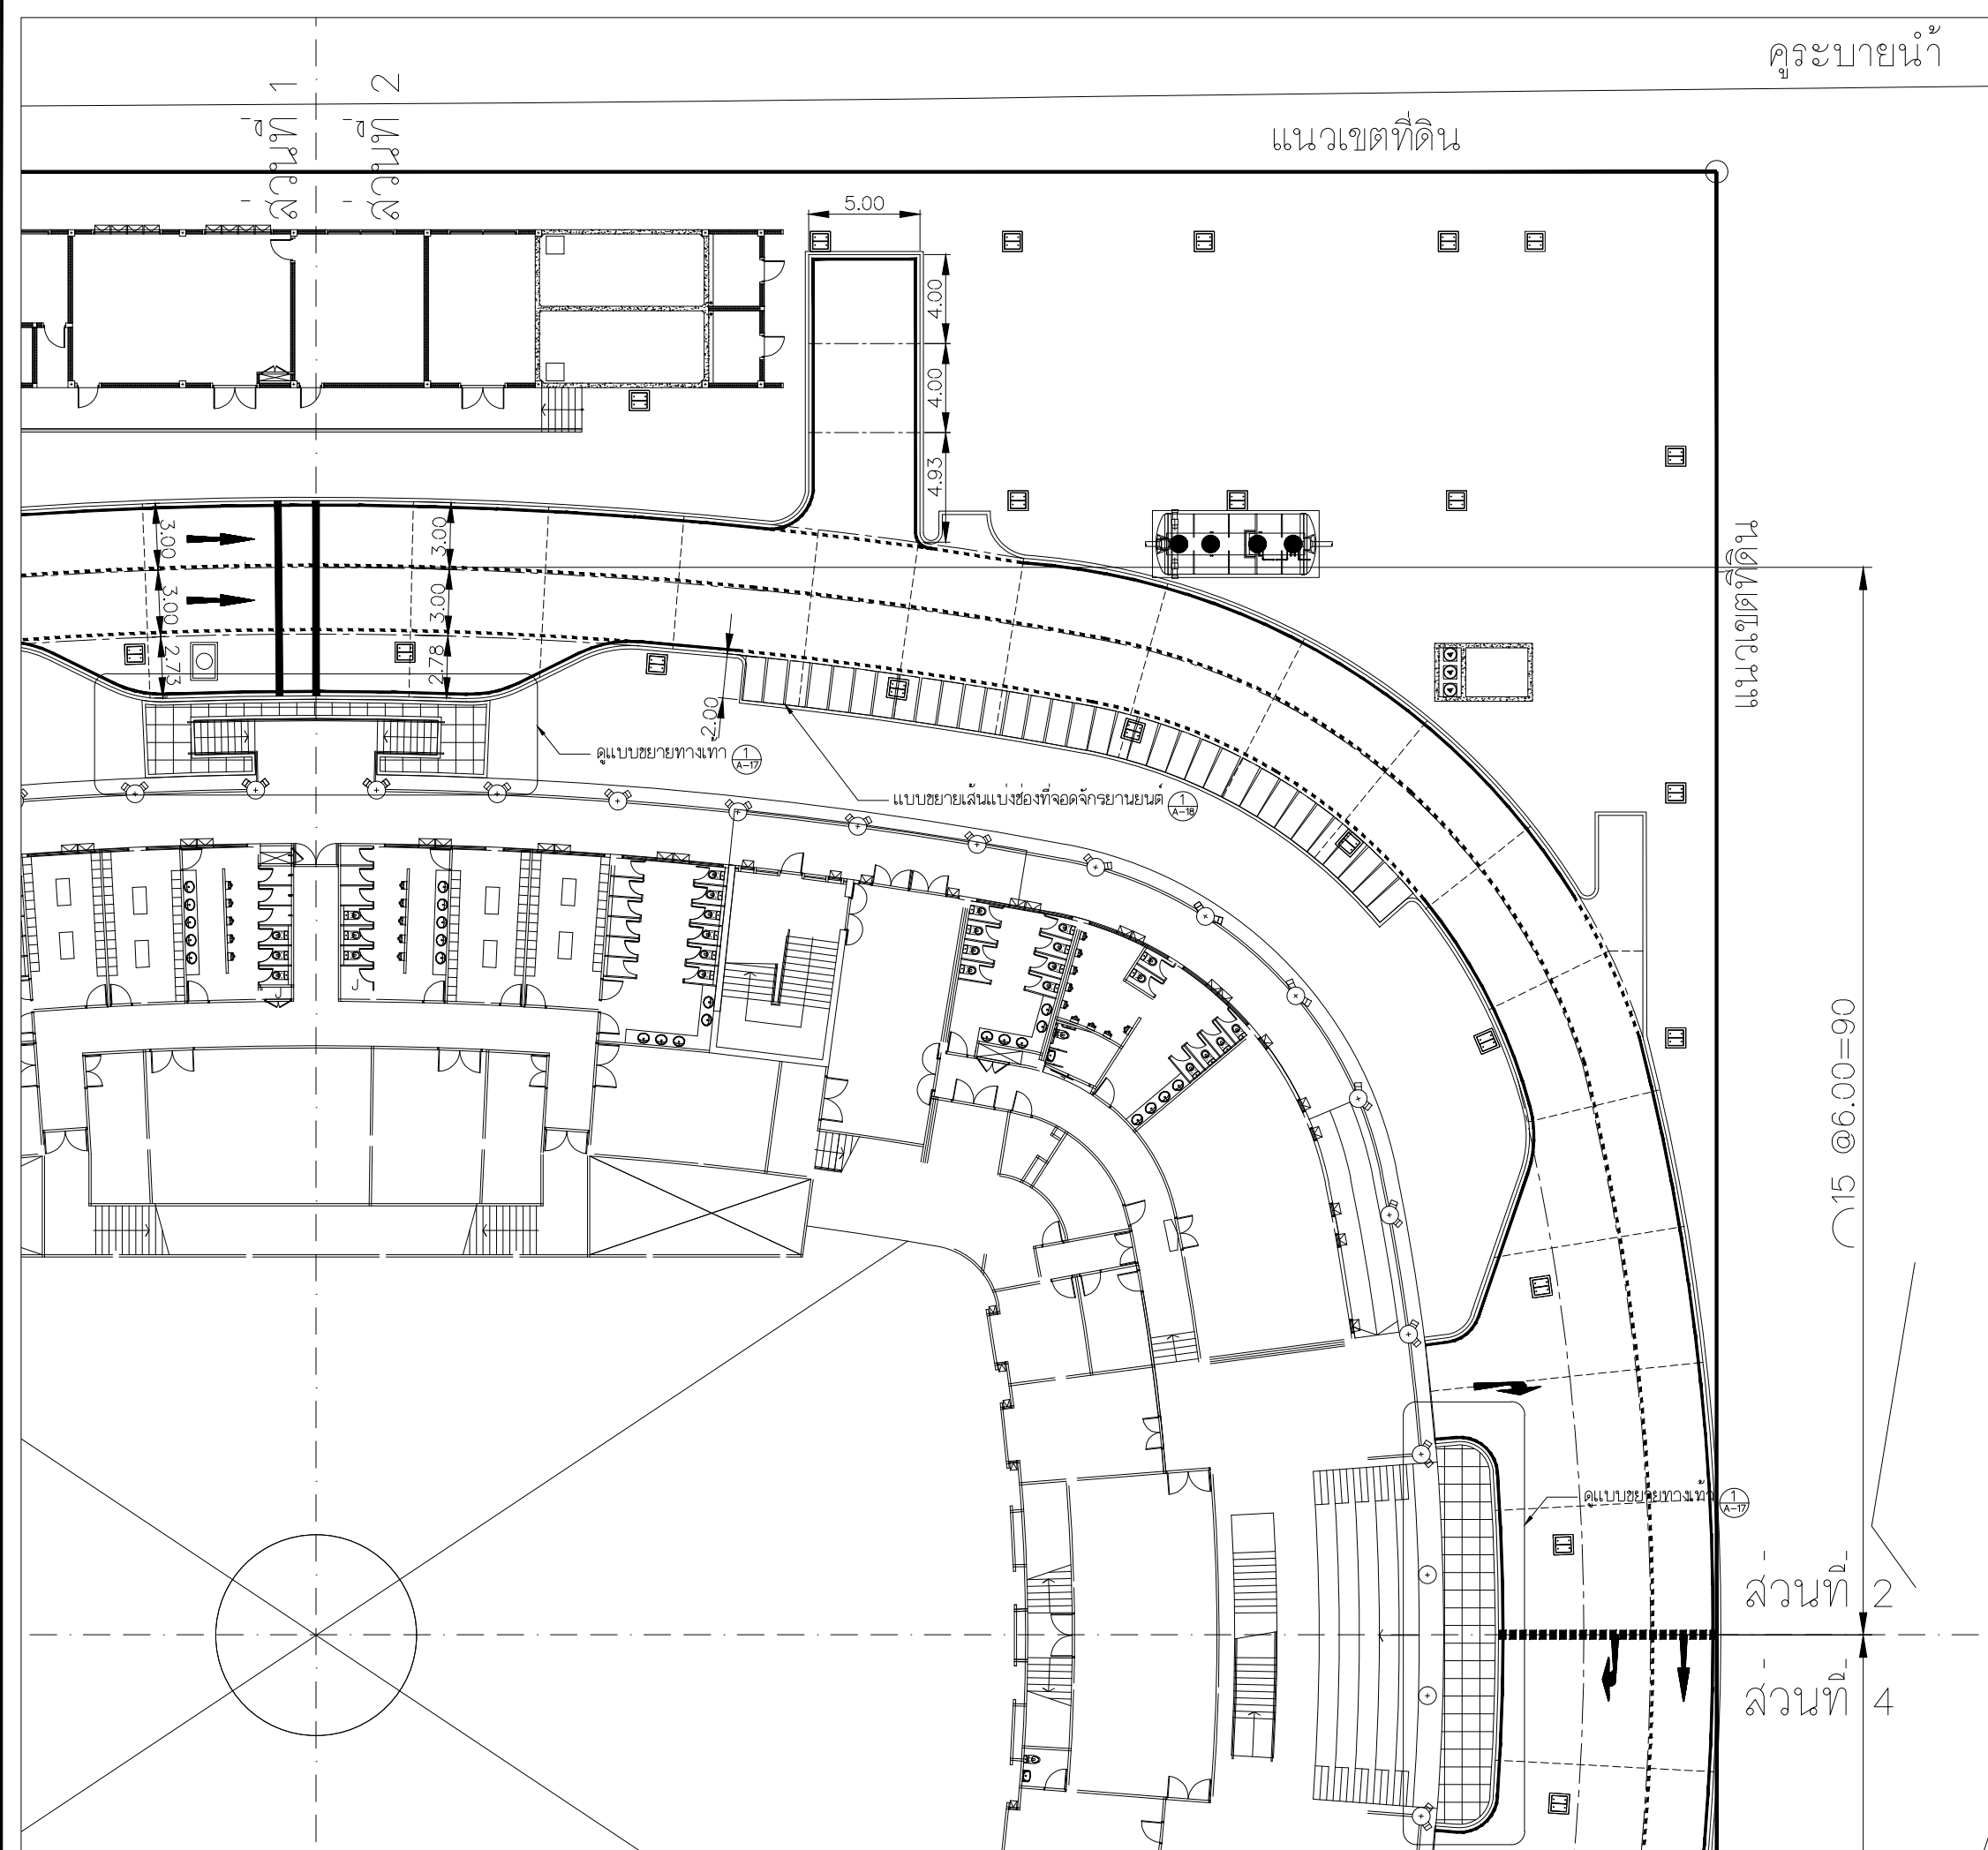 คูระบายน้ำ
แนวเขตที่ดิน
ส่วนที่ 1
ส่วนที่ 2
5.00
4.00
4.00
4.93
แนวเขตที่ดิน
3.00
3.00
2.73
3.00
3.00
2.78
2.00
ดูแบบขยายทางเท้า 1 A-17
แบบขยายเส้นแบ่งช่องที่จอดจักรยานยนต์ 1 A-18
15 @6.00=90
ดูแบบขยายทางเท้า 1 A-17
ส่วนที่ 2
ส่วนที่ 4